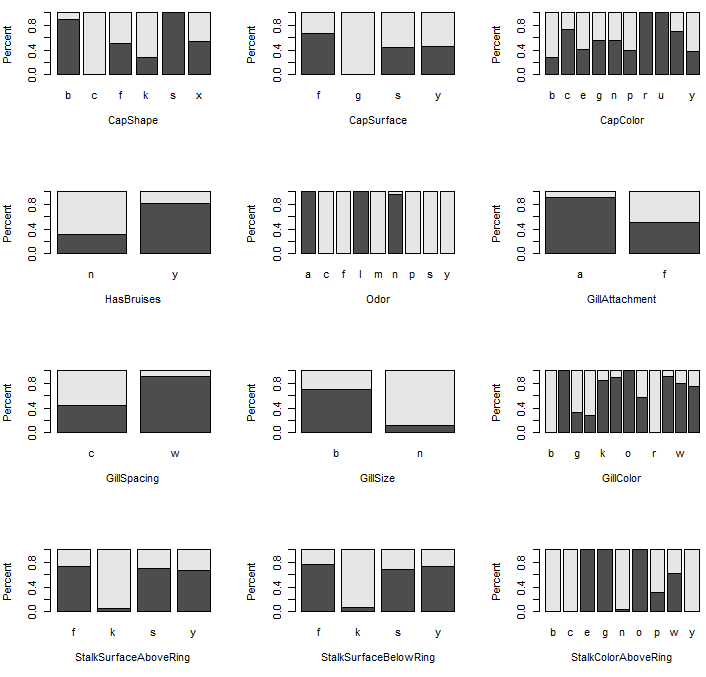 Percent 0.0 0.4 0.8
b c f k s x
CapShape
Percent 0.0 0.4 0.8
f g s y
CapSurface
Percent 0.0 0.4 0.8
b c e g n p r u y
CapColor
Percent 0.0 0.4 0.8
n y
HasBruises
Percent 0.0 0.4 0.8
a c f l m n p s y
Odor
Percent 0.0 0.4 0.8
a f
GillAttachment
Percent 0.0 0.4 0.8
c w
GillSpacing
Percent 0.0 0.4 0.8
b n
GillSize
Percent 0.0 0.4 0.8
b g k o r w
GillColor
Percent 0.0 0.4 0.8
f k s y
StalkSurfaceAboveRing
Percent 0.0 0.4 0.8
f k s y
StalkSurfaceBelowRing
Percent 0.0 0.4 0.8
b c e g n o p w y
StalkColorAboveRing